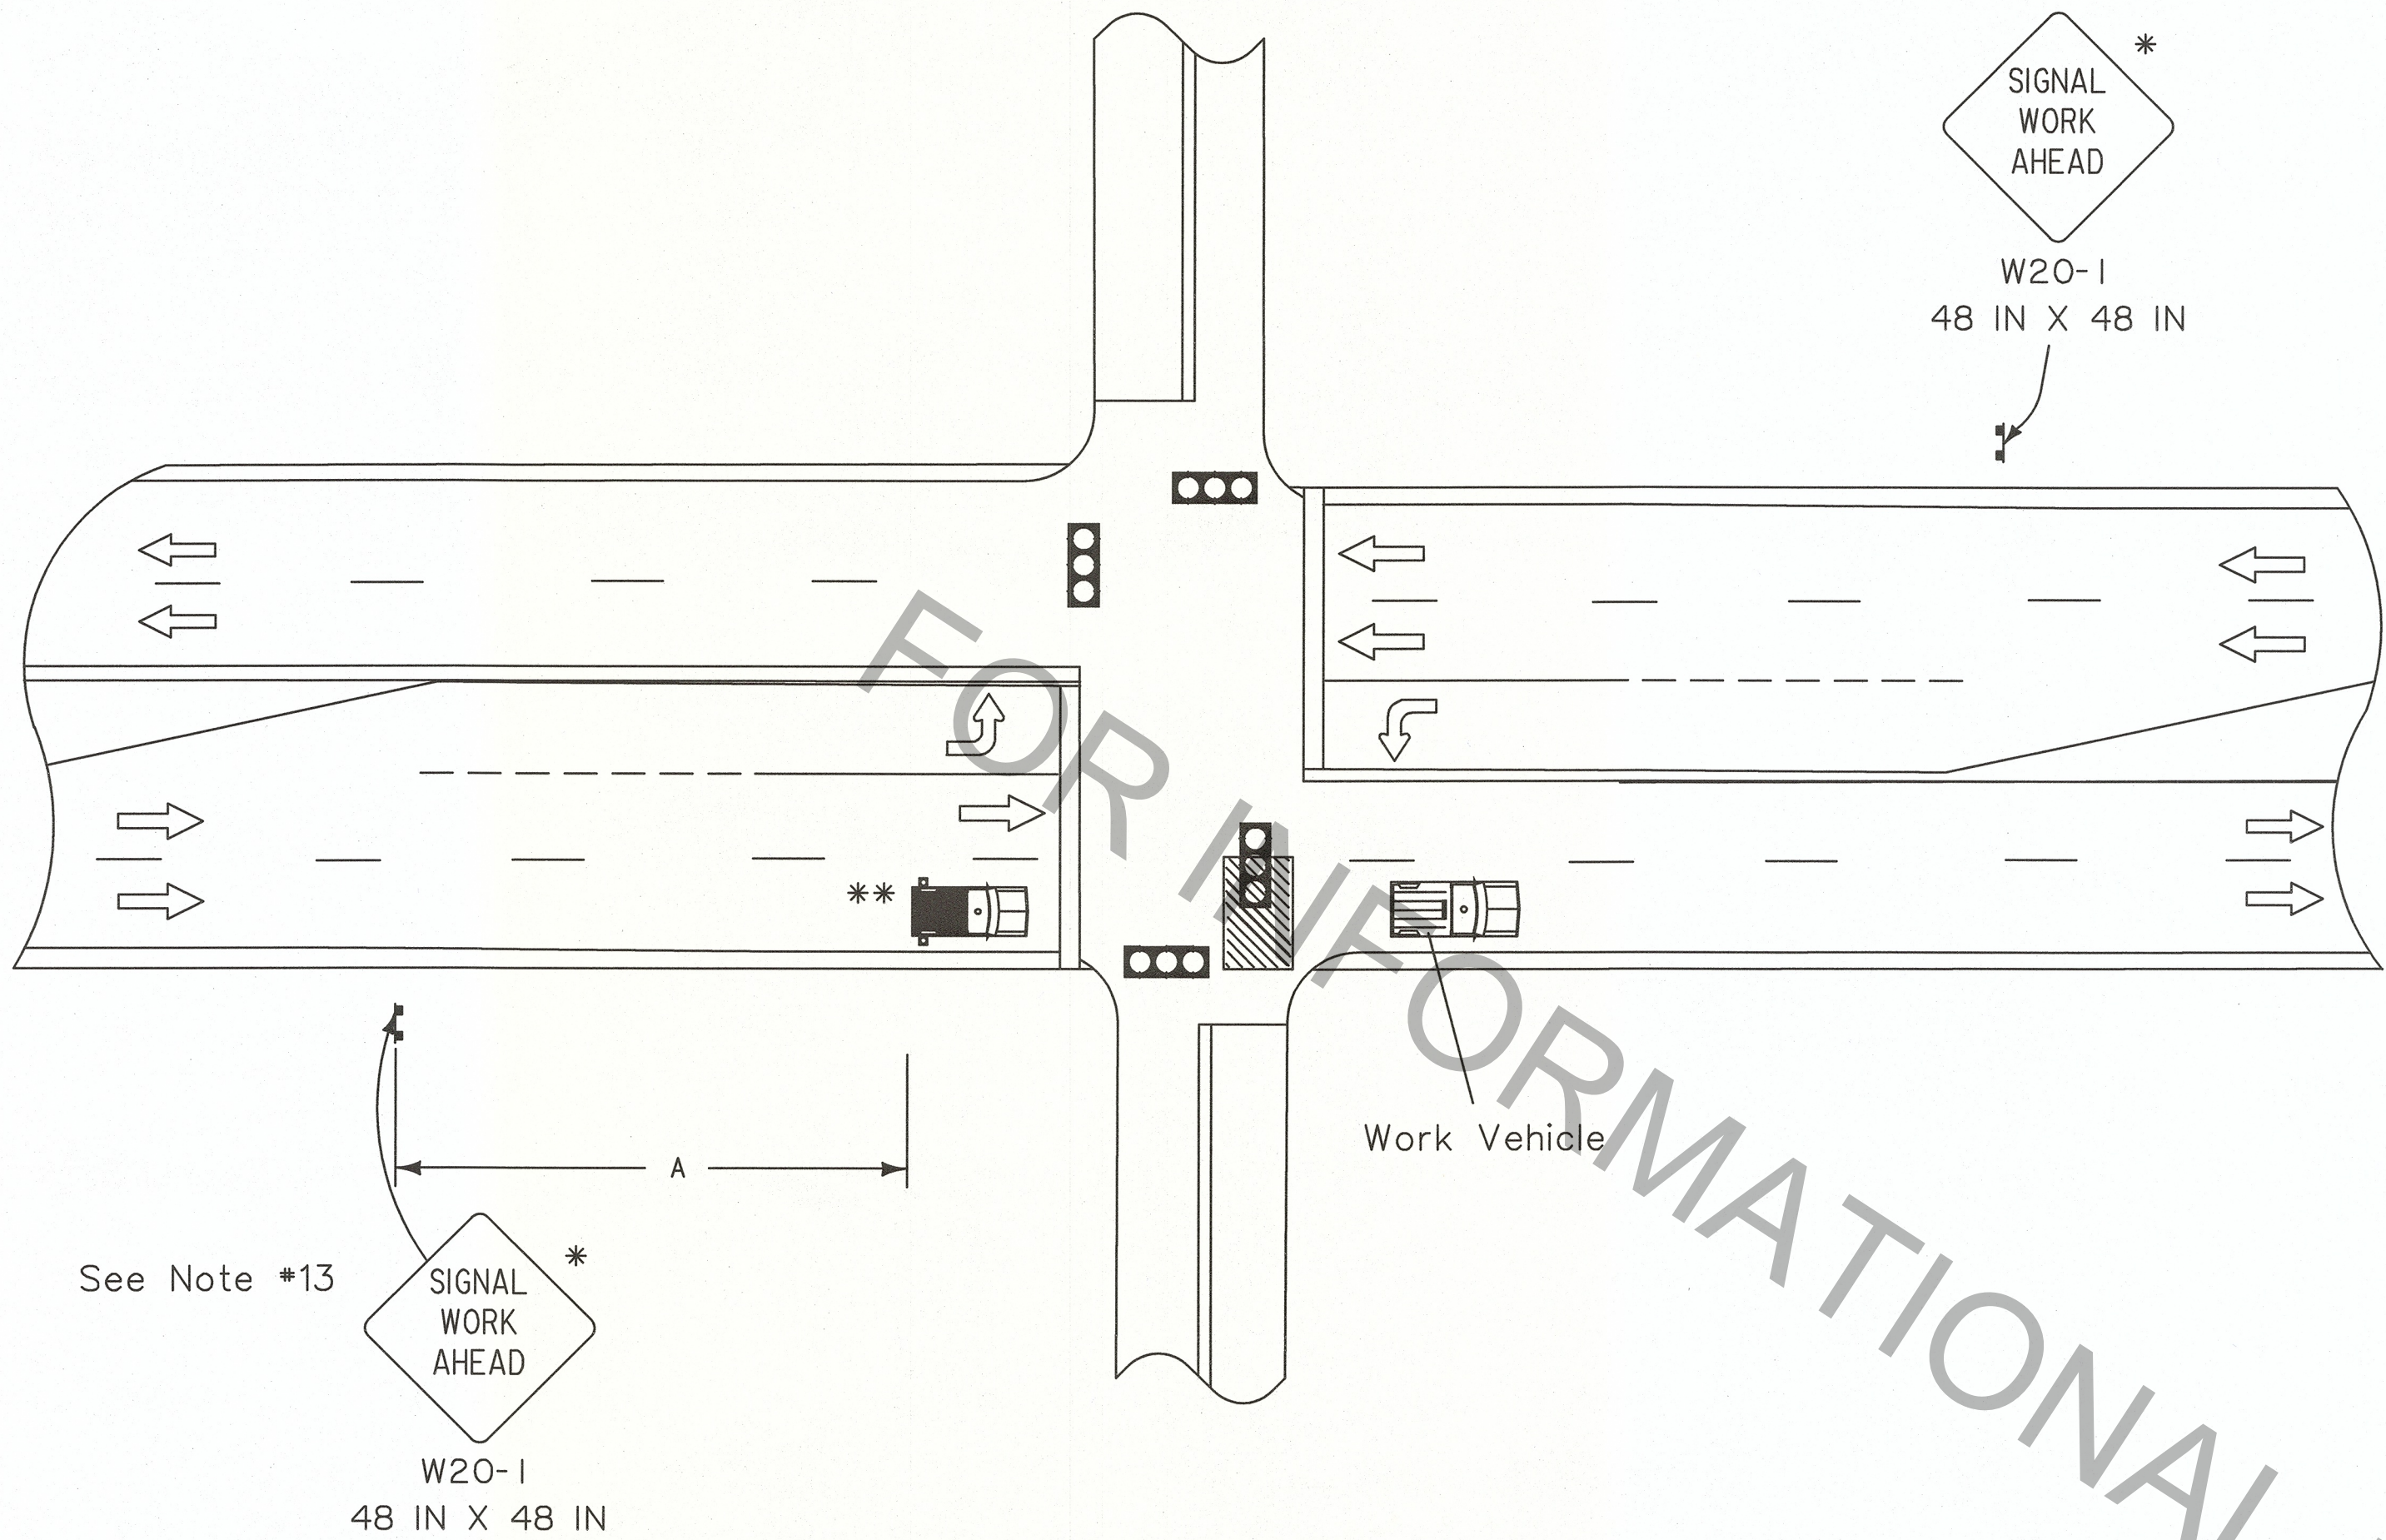 *
SIGNAL
WORK
AHEAD
W20-1
48 IN X 48 IN
**
Work Vehicle
A
See Note #13
*
SIGNAL
WORK
AHEAD
W20-1
48 IN X 48 IN
FOR INFORMATIONAL